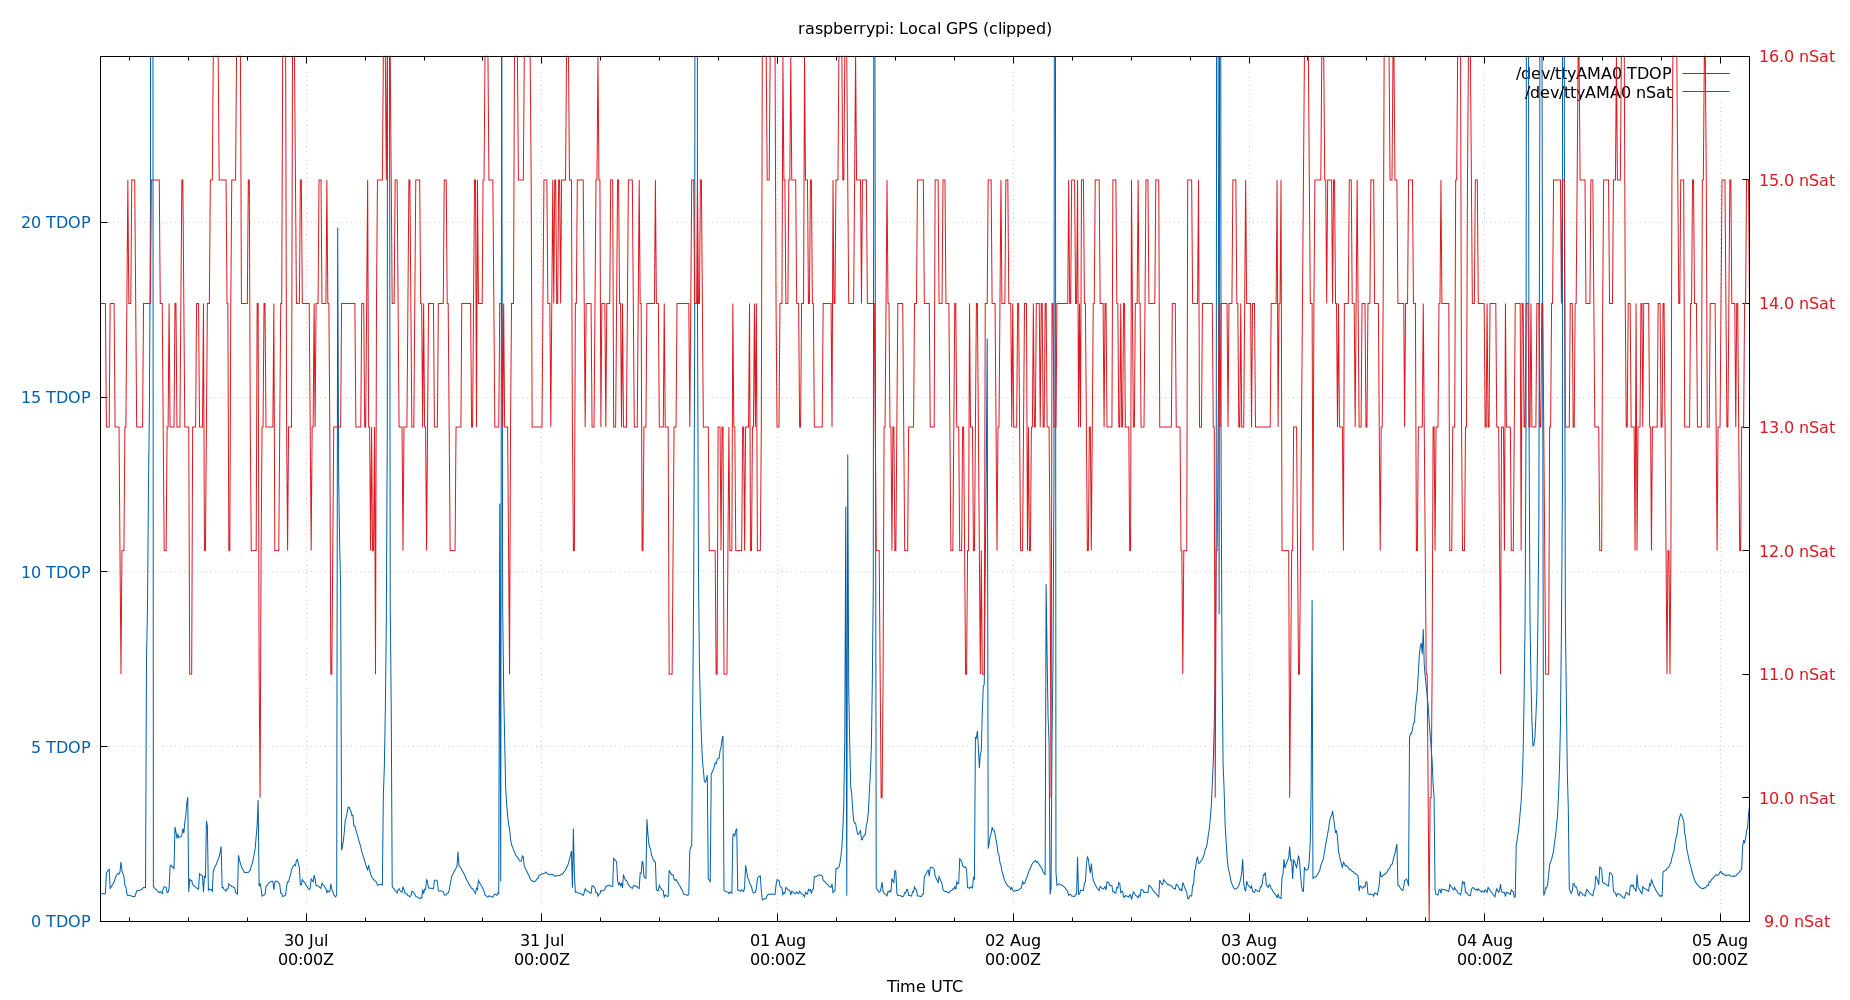 raspberrypi: Local GPS (clipped)
16.0 nSat
/dev/ttyAMA0 TDOP
/dev/ttyAMA0 nSat
15.0 nSat
20 TDOP
14.0 nSat
15 TDOP
13.0 nSat
12.0 nSat
10 TDOP
11.0 nSat
5 TDOP
10.0 nSat
0 TDOP
9.0 nSat
30 Jul 31 Jul 01 Aug 02 Aug 03 Aug 04 Aug 05 Aug
00:00Z 00:00Z 00:00Z 00:00Z 00:00Z 00:00Z 00:00Z
Time UTC